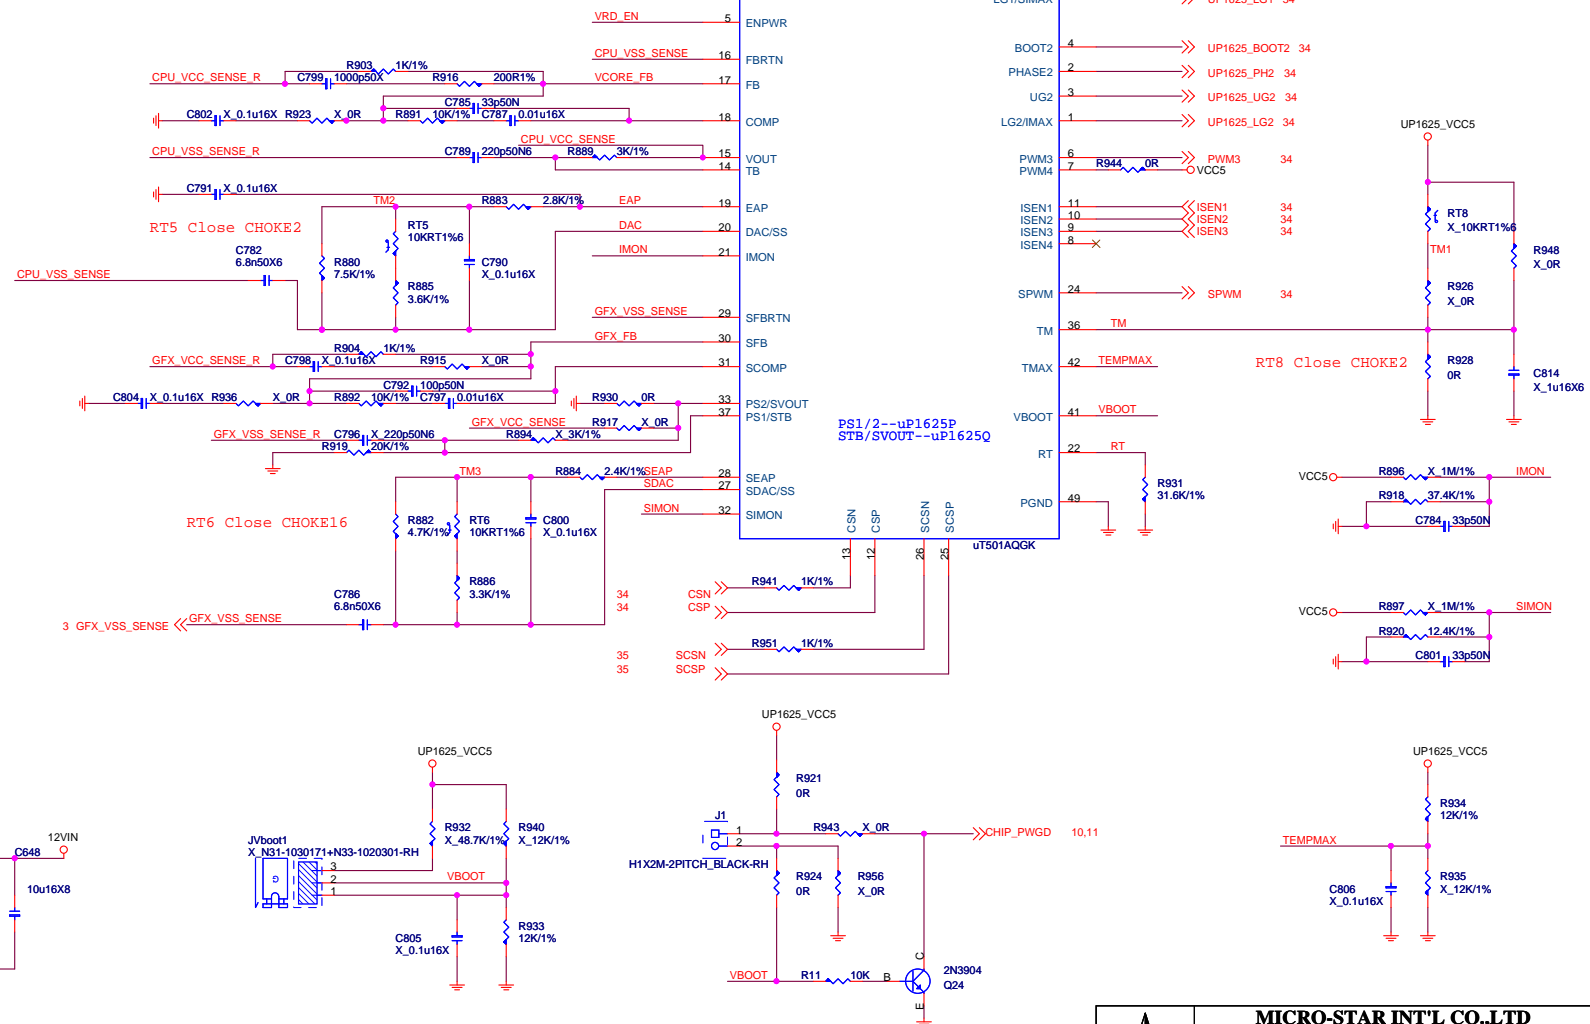 LG1/SIMAX UP1625_LG1 34
VRD_EN 5 ENPWR
CPU_VSS_SENSE 16 FBRTN
BOOT2 4 UP1625_BOOT2 34
R903 1K/1%
CPU_VCC_SENSE_R C799 1000p50X R916 200R1% VCORE_FB 17 FB
PHASE2 2 UP1625_PH2 34
UG2 3 UP1625_UG2 34
C785 33p50N
C802 X_0.1u16X R923 X_0R R891 10K/1% C787 0.01u16X 18 COMP
LG2/IMAX 1 UP1625_LG2 34
UP1625_VCC5
CPU_VCC_SENSE
CPU_VSS_SENSE_R C789 220p50N6 R889 3K/1% 15 VOUT
14 TB
PWM3 6 PWM3 34
PWM4 7 R944 0R VCC5
C791 X_0.1u16X
TM2 R883 2.8K/1% EAP 19 EAP
ISEN1 11 ISEN1 34
ISEN2 10 ISEN2 34
ISEN3 9 ISEN3 34
ISEN4 8
RT5 Close CHOKE2
RT5
10KRT1%6
DAC 20 DAC/SS
IMON 21 IMON
RT8
X_10KRT1%6
TM1
R948
X_0R
C782
6.8n50X6
CPU_VSS_SENSE
R880
7.5K/1%
R885
3.6K/1%
C790
X_0.1u16X
R926
X_0R
SPWM 24 SPWM 34
GFX_VSS_SENSE 29 SFBRTN
TM 36 TM
GFX_FB 30 SFB
R904 1K/1%
GFX_VCC_SENSE_R C798 X_0.1u16X R915 X_0R 31 SCOMP
TMAX 42 TEMPMAX
RT8 Close CHOKE2
R928
0R
C814
X_1u16X6
C792 100p50N
C804 X_0.1u16X R936 X_0R R892 10K/1% C797 0.01u16X R930 0R 33 PS2/SVOUT
37 PS1/STB
VBOOT 41 VBOOT
GFX_VCC_SENSE R917 X_0R
PS1/2--uP1625P
STB/SVOUT--uP1625Q
GFX_VSS_SENSE_R C796 X_220p50N6 R894 X_3K/1%
R919 20K/1%
RT 22 RT
TM3 R884 2.4K/1% SEAP 28 SEAP
SDAC 27 SDAC/SS
SIMON 32 SIMON
R931
31.6K/1%
PGND 49
VCC5 R896 X_1M/1% IMON
R918 37.4K/1%
C784 33p50N
RT6 Close CHOKE16
R882
4.7K/1%
RT6
10KRT1%6
C800
X_0.1u16X
CSN CSP SCSN SCSP
13 12 26 25
uT501AQGK
R886
3.3K/1%
34 CSN R941 1K/1%
34 CSP
C786
6.8n50X6
3 GFX_VSS_SENSE GFX_VSS_SENSE
VCC5 R897 X_1M/1% SIMON
R920 12.4K/1%
C801 33p50N
35 SCSN R951 1K/1%
35 SCSP
UP1625_VCC5
UP1625_VCC5
UP1625_VCC5
R921
0R
R934
12K/1%
12VIN
C648
10u16X8
JVboot1
X_N31-1030171+N33-1020301-RH
R932
X_48.7K/1%
R940
X_12K/1%
3
2 VBOOT
1
J1
1
2
H1X2M-2PITCH_BLACK-RH
R943 X_0R CHIP_PWGD 10,11
TEMPMAX
R924
0R
R956
X_0R
C806
X_0.1u16X
R935
X_12K/1%
C805
X_0.1u16X
R933
12K/1%
VBOOT R11 10K B C E
2N3904
Q24
MICRO-STAR INT'L CO.,LTD